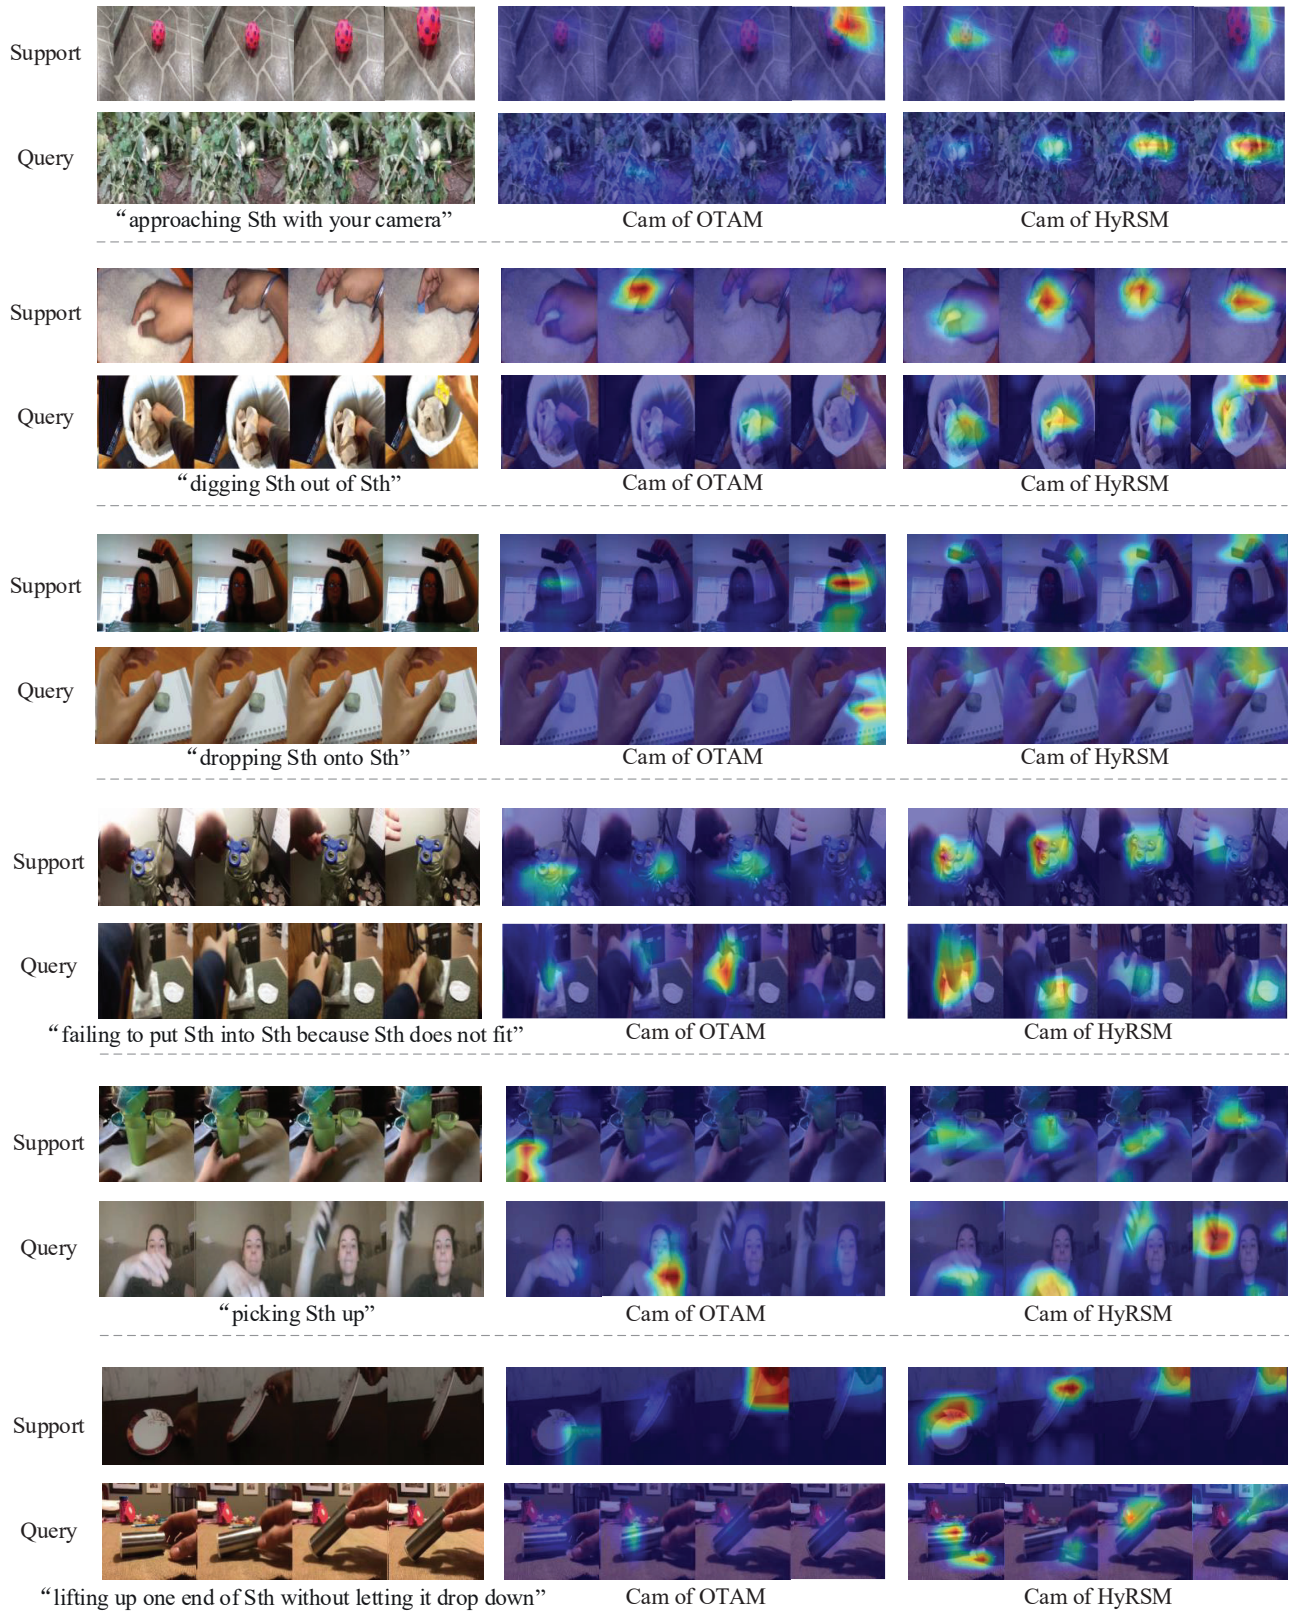 Support
Query
“approaching Sth with your camera”
Cam of OTAM
Cam of HyRSM
Support
Query
“digging Sth out of Sth”
Cam of OTAM
Cam of HyRSM
Support
Query
“dropping Sth onto Sth”
Cam of OTAM
Cam of HyRSM
Support
Query
“failing to put Sth into Sth because Sth does not fit”
Cam of OTAM
Cam of HyRSM
Support
Query
“picking Sth up”
Cam of OTAM
Cam of HyRSM
Support
Query
“lifting up one end of Sth without letting it drop down”
Cam of OTAM
Cam of HyRSM